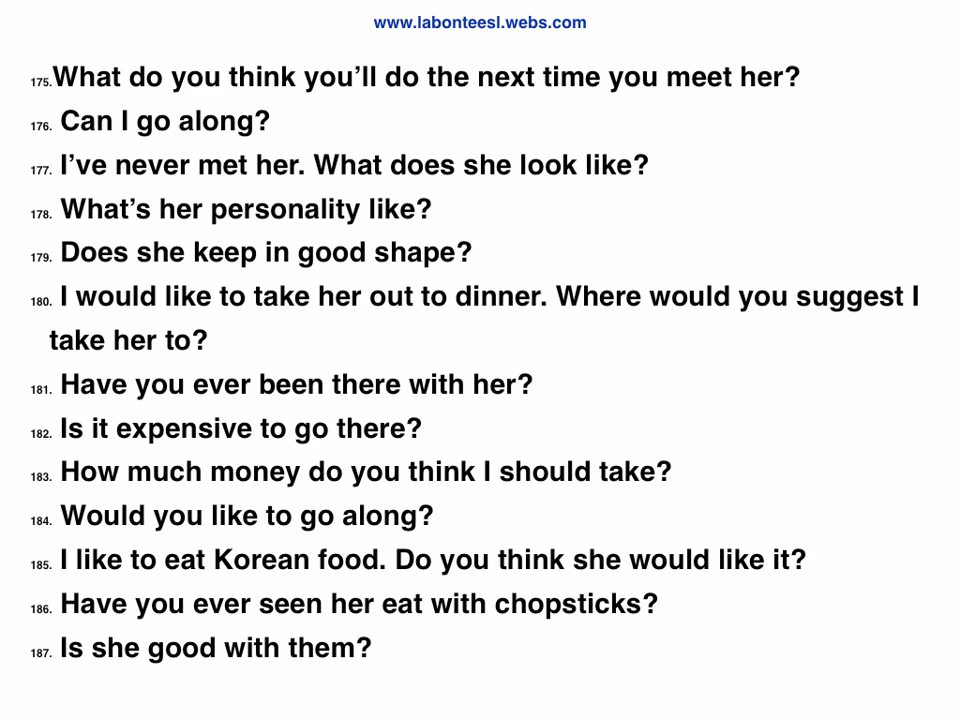 www.labonteesl.webs.com
175.What do you think you’ll do the next time you meet her?
176. Can I go along?
177. I’ve never met her. What does she look like?
178. What’s her personality like?
179. Does she keep in good shape?
180. I would like to take her out to dinner. Where would you suggest I
take her to?
181. Have you ever been there with her?
182. Is it expensive to go there?
183. How much money do you think I should take?
184. Would you like to go along?
185. I like to eat Korean food. Do you think she would like it?
186. Have you ever seen her eat with chopsticks?
187. Is she good with them?